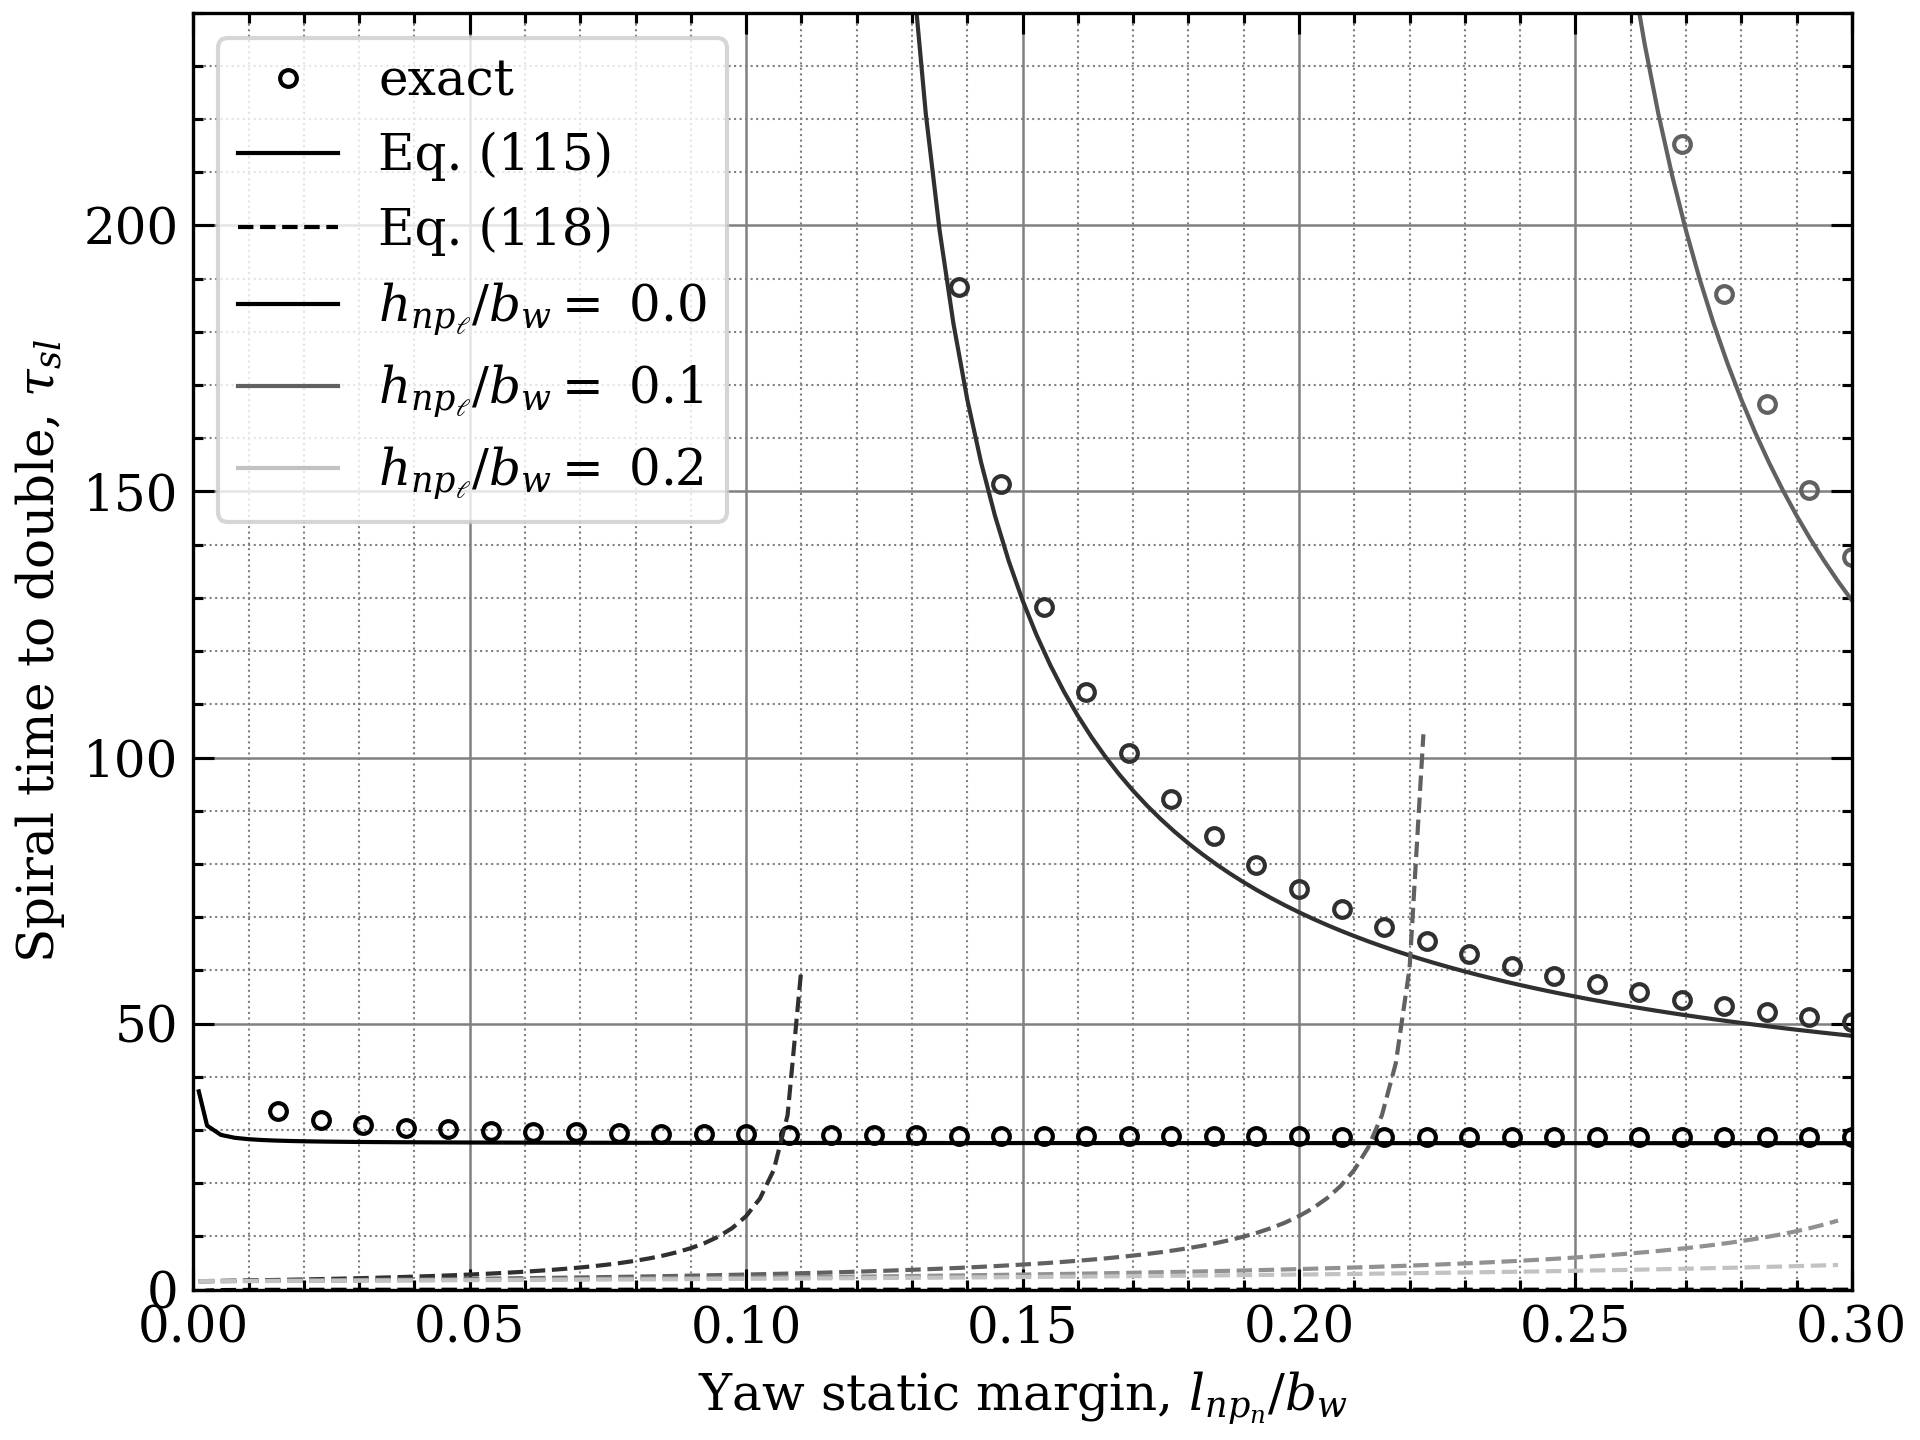 exact
Eq. (115)
Eq. (118)
h_{np_ℓ}/b_w = 0.0
h_{np_ℓ}/b_w = 0.1
h_{np_ℓ}/b_w = 0.2
200
150
100
50
0
Spiral time to double, τ_{sl}
0.00 0.05 0.10 0.15 0.20 0.25 0.30
Yaw static margin, l_{np_n}/b_w